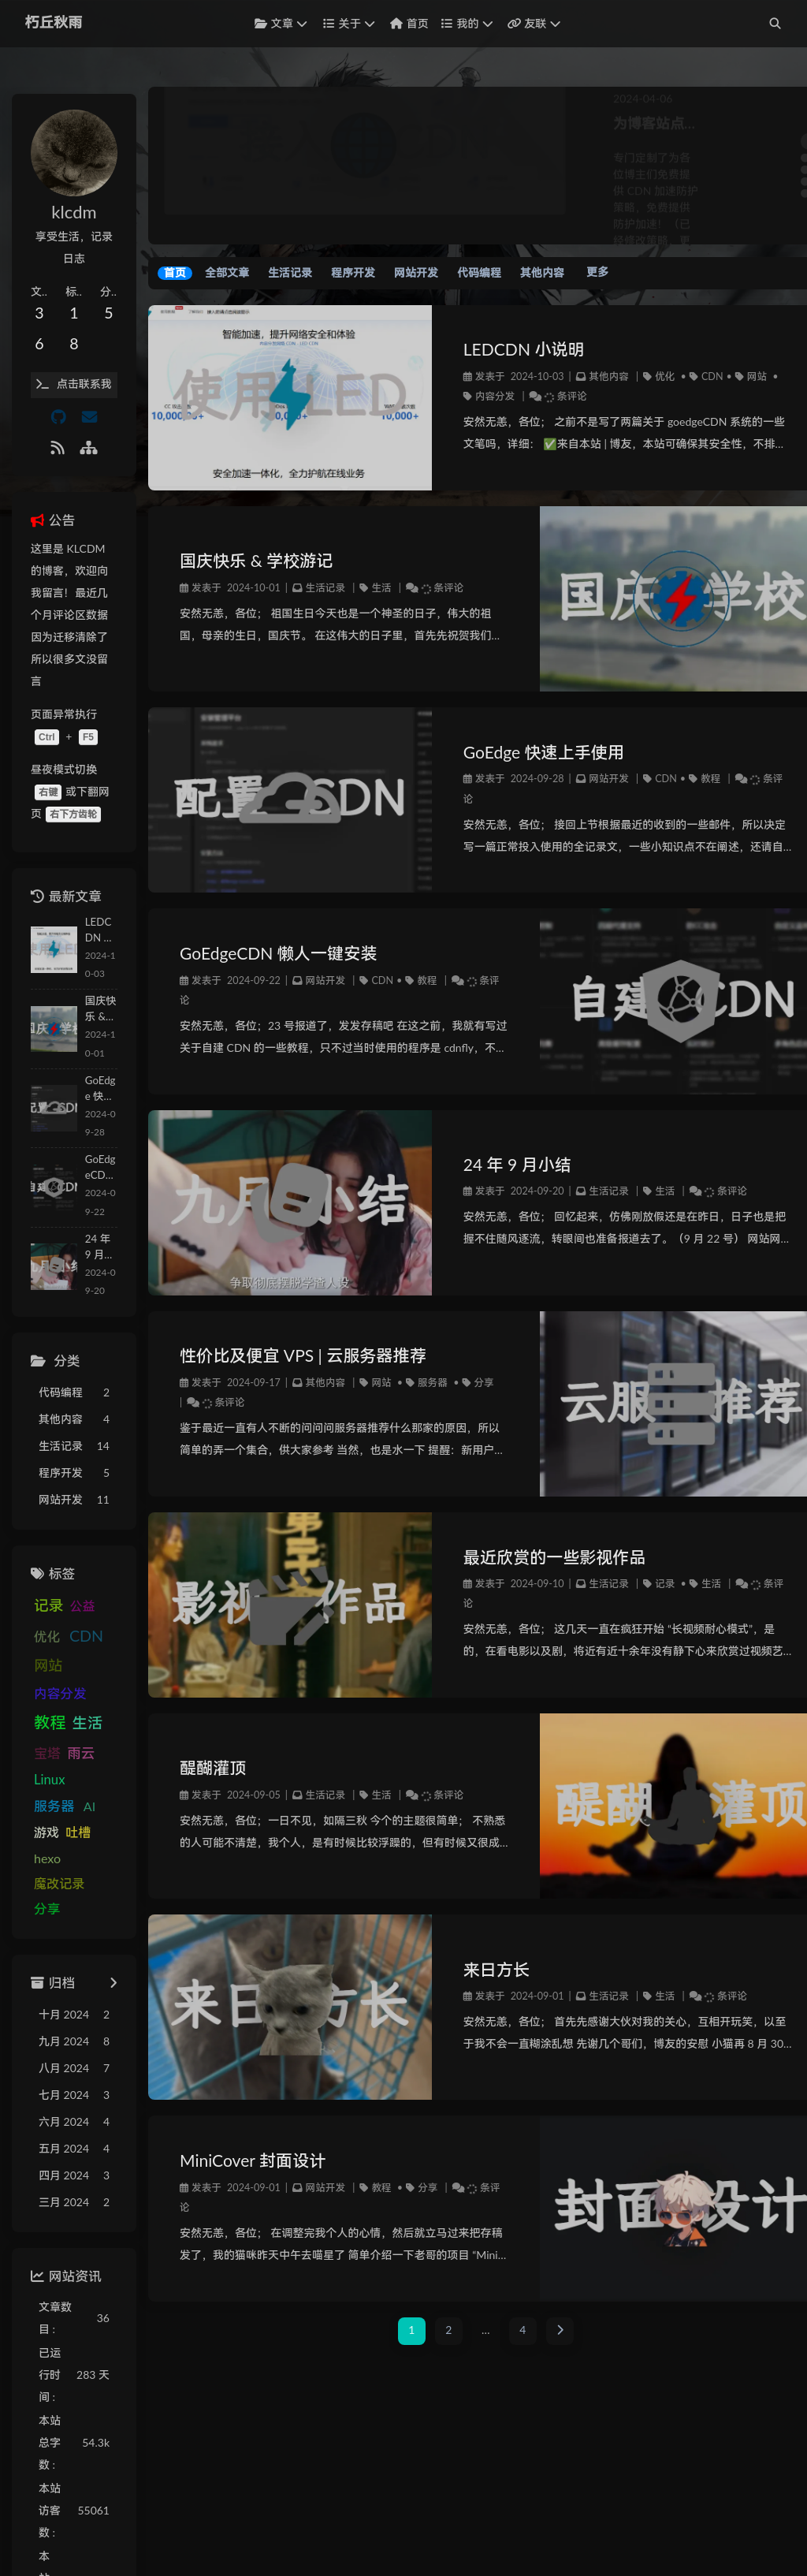 朽丘秋雨
文章 关于 首页 我的 友联
klcdm
享受生活，记录
日志
文.. 标.. 分..
3 1 5
6 8
点击联系我
公告
这里是 KLCDM
的博客，欢迎向
我留言！最近几
个月评论区数据
因为迁移清除了
所以很多文没留
言
页面异常执行
Ctrl + F5
昼夜模式切换
右键 或下翻网
页 右下方齿轮
最新文章
LEDC
DN ...
2024-1
0-03
国庆快
乐 &...
2024-1
0-01
GoEdg
e 快...
2024-0
9-28
GoEdg
eCD...
2024-0
9-22
24 年
9 月...
2024-0
9-20
分类
代码编程 2
其他内容 4
生活记录 14
程序开发 5
网站开发 11
标签
记录 公益
优化 CDN
网站
内容分发
教程 生活
宝塔 雨云
Linux
服务器 AI
游戏 吐槽
hexo
魔改记录
分享
归档
十月 2024 2
九月 2024 8
八月 2024 7
七月 2024 3
六月 2024 4
五月 2024 4
四月 2024 3
三月 2024 2
网站资讯
文章数
目 : 36
已运
行时 283 天
间 :
本站
总字 54.3k
数 :
本站
访客 55061
数 :
本
2024-04-06
为博客站点...
专门定制了为各
位博主们免费提
供 CDN 加速防护
策略，免费提供
防护加速！（已
首页 全部文章 生活记录 程序开发 网站开发 代码编程 其他内容 更多
智能加速，提升网络安全和体验
使用 LED
安全加速一体化，全力护航在线业务
LEDCDN 小说明
发表于 2024-10-03 | 其他内容 | 优化 • CDN • 网站 •
内容分发 | 条评论
安然无恙，各位； 之前不是写了两篇关于 goedgeCDN 系统的一些
文笔吗，详细： ✅来自本站 | 博友，本站可确保其安全性，不排...
国庆快乐 & 学校游记
发表于 2024-10-01 | 生活记录 | 生活 | 条评论
安然无恙，各位； 祖国生日今天也是一个神圣的日子，伟大的祖
国，母亲的生日，国庆节。 在这伟大的日子里，首先先祝贺我们...
国庆 学校
配置 CDN
GoEdge 快速上手使用
发表于 2024-09-28 | 网站开发 | CDN • 教程 | 条评
论
安然无恙，各位； 接回上节根据最近的收到的一些邮件，所以决定
写一篇正常投入使用的全记录文，一些小知识点不在阐述，还请自...
GoEdgeCDN 懒人一键安装
发表于 2024-09-22 | 网站开发 | CDN • 教程 | 条评
论
安然无恙，各位；23 号报道了，发发存稿吧 在这之前，我就有写过
关于自建 CDN 的一些教程，只不过当时使用的程序是 cdnfly，不...
自建 CDN
九月 小结
争取彻底摆脱学渣人设
24 年 9 月小结
发表于 2024-09-20 | 生活记录 | 生活 | 条评论
安然无恙，各位； 回忆起来，仿佛刚放假还是在昨日，日子也是把
握不住随风逐流，转眼间也准备报道去了。（9 月 22 号） 网站网...
性价比及便宜 VPS | 云服务器推荐
发表于 2024-09-17 | 其他内容 | 网站 • 服务器 • 分享
| 条评论
鉴于最近一直有人不断的问问问服务器推荐什么那家的原因，所以
简单的弄一个集合，供大家参考 当然，也是水一下 提醒：新用户...
云服 推荐
影视 作品
最近欣赏的一些影视作品
发表于 2024-09-10 | 生活记录 | 记录 • 生活 | 条评
论
安然无恙，各位； 这几天一直在疯狂开始 “长视频耐心模式”，是
的，在看电影以及剧，将近有近十余年没有静下心来欣赏过视频艺...
醍醐灌顶
发表于 2024-09-05 | 生活记录 | 生活 | 条评论
安然无恙，各位；一日不见，如隔三秋 今个的主题很简单； 不熟悉
的人可能不清楚，我个人，是有时候比较浮躁的，但有时候又很成...
醍醐 灌顶
来日方长
来日方长
发表于 2024-09-01 | 生活记录 | 生活 | 条评论
安然无恙，各位； 首先先感谢大伙对我的关心，互相开玩笑，以至
于我不会一直糊涂乱想 先谢几个哥们，博友的安慰 小猫再 8 月 30...
MiniCover 封面设计
发表于 2024-09-01 | 网站开发 | 教程 • 分享 | 条评
论
安然无恙，各位； 在调整完我个人的心情，然后就立马过来把存稿
发了，我的猫咪昨天中午去喵星了 简单介绍一下老哥的项目 “Mini...
封面 设计
1 2 ... 4